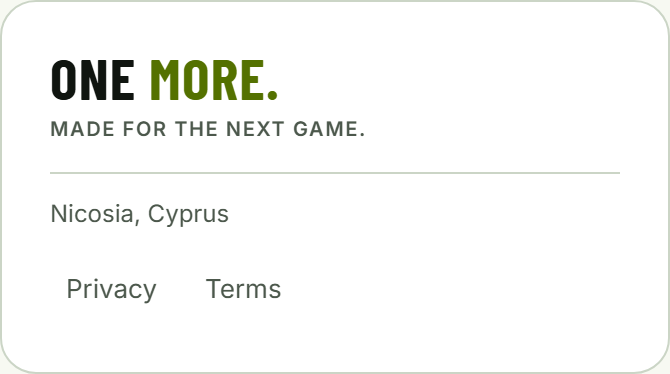 ONE MORE.
MADE FOR THE NEXT GAME.
Nicosia, Cyprus
Privacy Terms